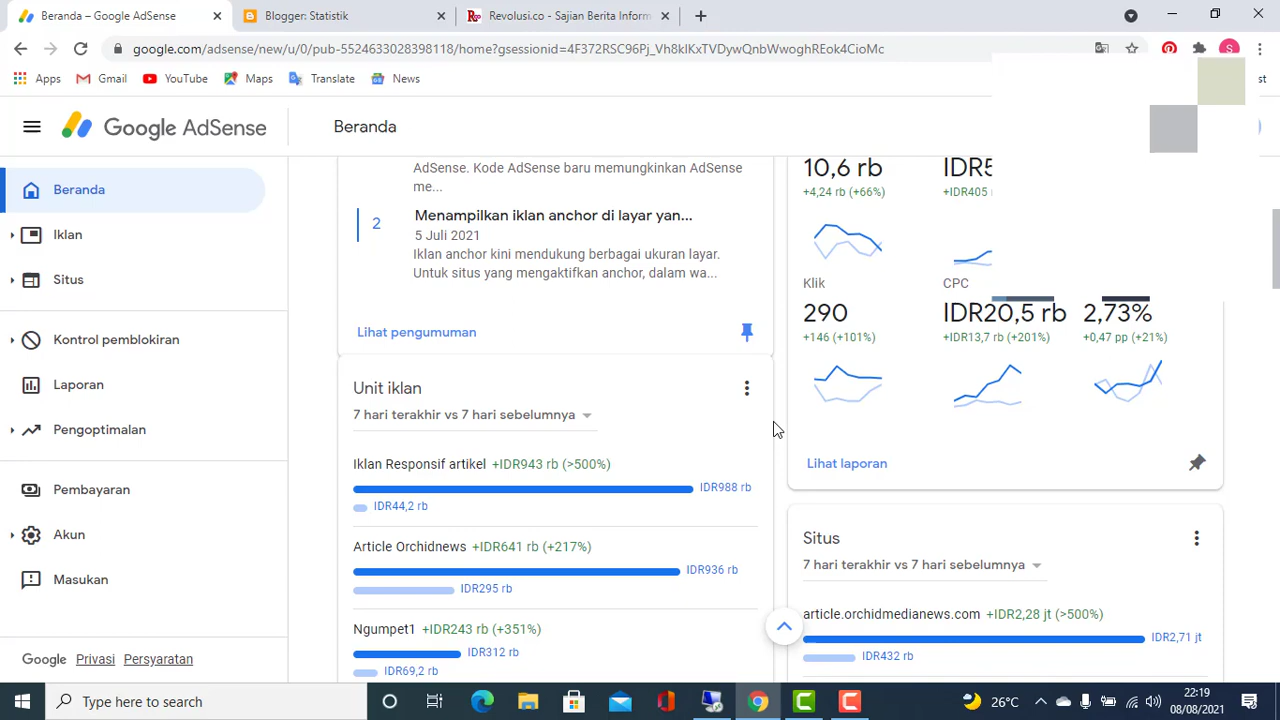 Beranda – Google AdSense
Blogger: Statistik
Revolusi.co - Sajian Berita Inform
google.com/adsense/new/u/0/pub-5524633028398118/home?gsessionid=4F372RSC96Pj_Vh8kIKxTVDywQnbWwoghREok4CioMc
S
Apps
Gmail
YouTube
Maps
Translate
News
st
Google AdSense
Beranda
Beranda
Iklan
Situs
Kontrol pemblokiran
Laporan
Pengoptimalan
Pembayaran
Akun
Masukan
Google Privasi Persyaratan
AdSense. Kode AdSense baru memungkinkan AdSense
me...
2
Menampilkan iklan anchor di layar yan...
5 Juli 2021
Iklan anchor kini mendukung berbagai ukuran layar.
Untuk situs yang mengaktifkan anchor, dalam wa...
Lihat pengumuman
Unit iklan
7 hari terakhir vs 7 hari sebelumnya
Iklan Responsif artikel +IDR943 rb (>500%)
IDR988 rb
IDR44,2 rb
Article Orchidnews +IDR641 rb (+217%)
IDR936 rb
IDR295 rb
Ngumpet1 +IDR243 rb (+351%)
IDR312 rb
IDR69,2 rb
10,6 rb
+4,24 rb (+66%)
IDR5
+IDR405
Klik
CPC
290
IDR20,5 rb
2,73%
+146 (+101%)
+IDR13,7 rb (+201%)
+0,47 pp (+21%)
Lihat laporan
Situs
7 hari terakhir vs 7 hari sebelumnya
article.orchidmedianews.com +IDR2,28 jt (>500%)
IDR2,71 jt
IDR432 rb
Type here to search
26°C
22:19
08/08/2021